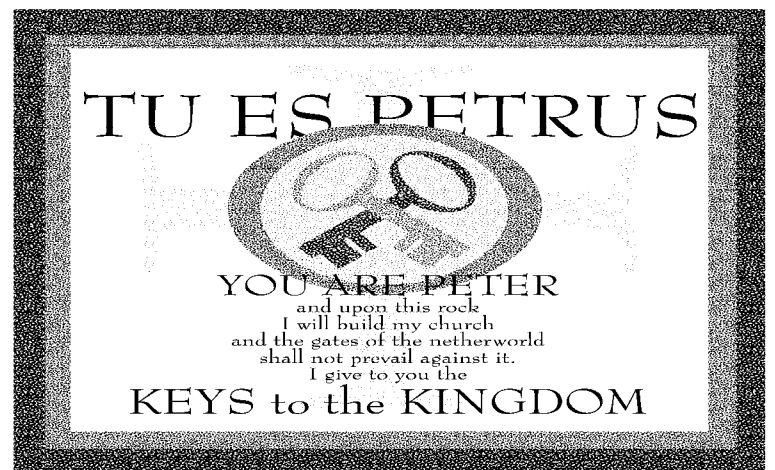 TU ES PETRUS
YOU ARE PETER
and upon this rock
I will build my church
and the gates of the netherworld
shall not prevail against it.
I give to you the
KEYS to the KINGDOM